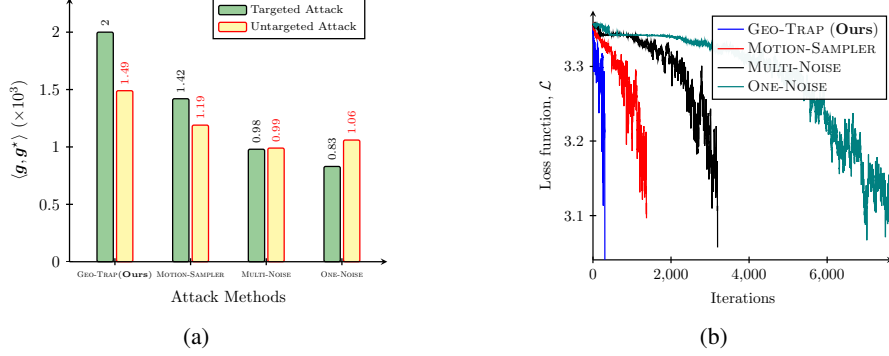 Targeted Attack
Untargeted Attack
⟨g, g*⟩ (×10³)
2
1.5
1
0.5
0
2
1.49
1.42
1.19
0.98
0.99
0.83
1.06
GEO-TRAP(Ours) MOTION-SAMPLER MULTI-NOISE ONE-NOISE
Attack Methods
(a)
GEO-TRAP (Ours)
MOTION-SAMPLER
MULTI-NOISE
ONE-NOISE
Loss function, ℒ
3.3
3.2
3.1
0 2,000 4,000 6,000
Iterations
(b)